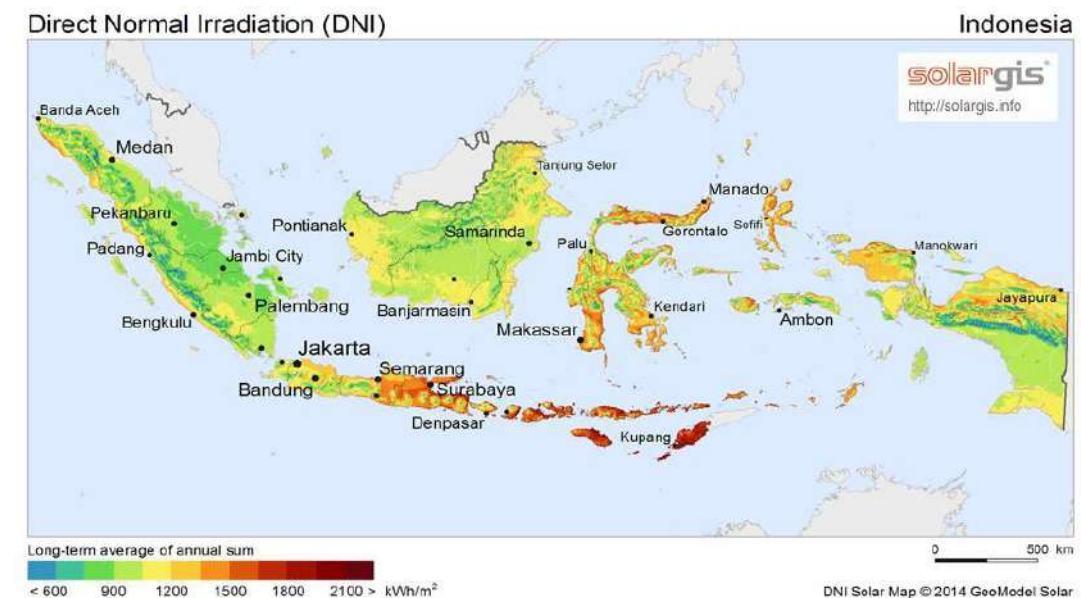 Direct Normal Irradiation (DNI)
Indonesia
solargis
http://solargis.info
Banda Aceh
Medan
Tanjung Selor
Manado
Pekanbaru
Pontianak
Samarinda
Gorontalo
Sofifi
Padang
Jambi City
Palu
Manokwari
Palembang
Banjarmasin
Kendari
Jayapura
Bengkulu
Makassar
Ambon
Jakarta
Semarang
Bandung
Surabaya
Denpasar
Kupang
Long-term average of annual sum
0 500 km
< 600 900 1200 1500 1800 2100 > kWh/m²
DNI Solar Map © 2014 GeoModel Solar